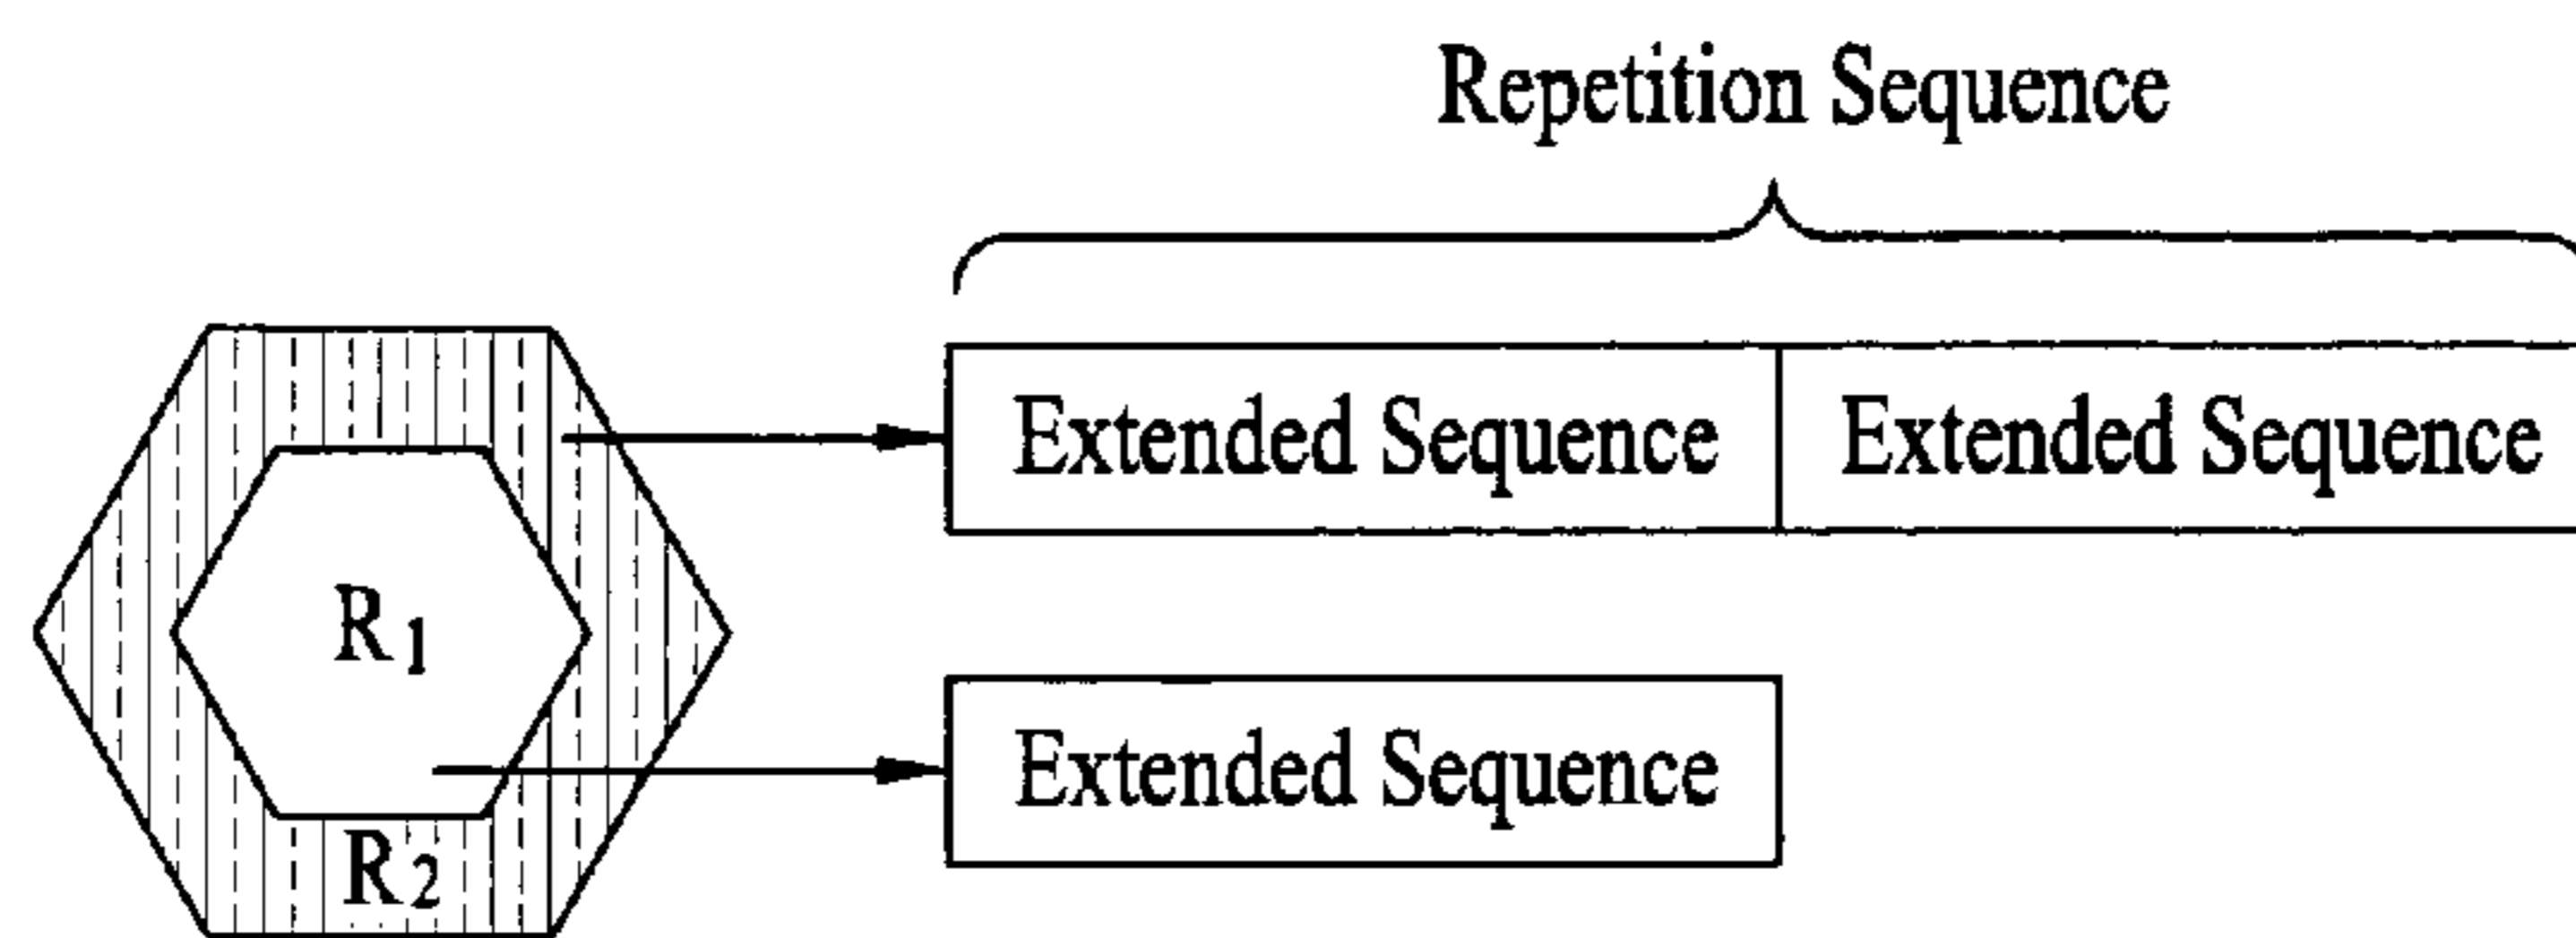 Repetition Sequence
Extended Sequence Extended Sequence
R1
Extended Sequence
R2